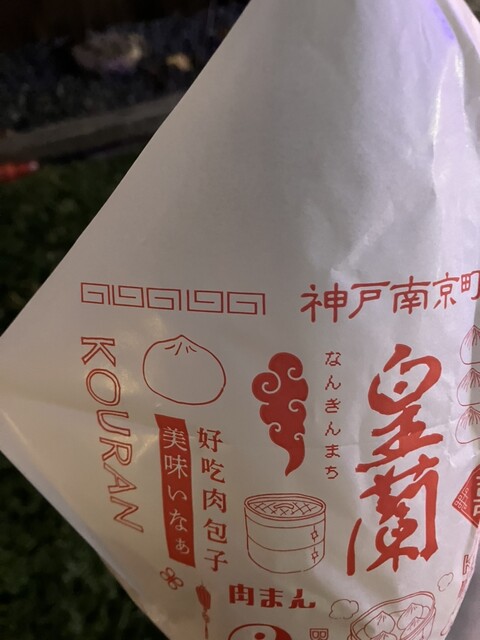 神戸南京町
なんきんまち
皇蘭
KOURAN
好吃肉包子
美味いなぁ
肉まん